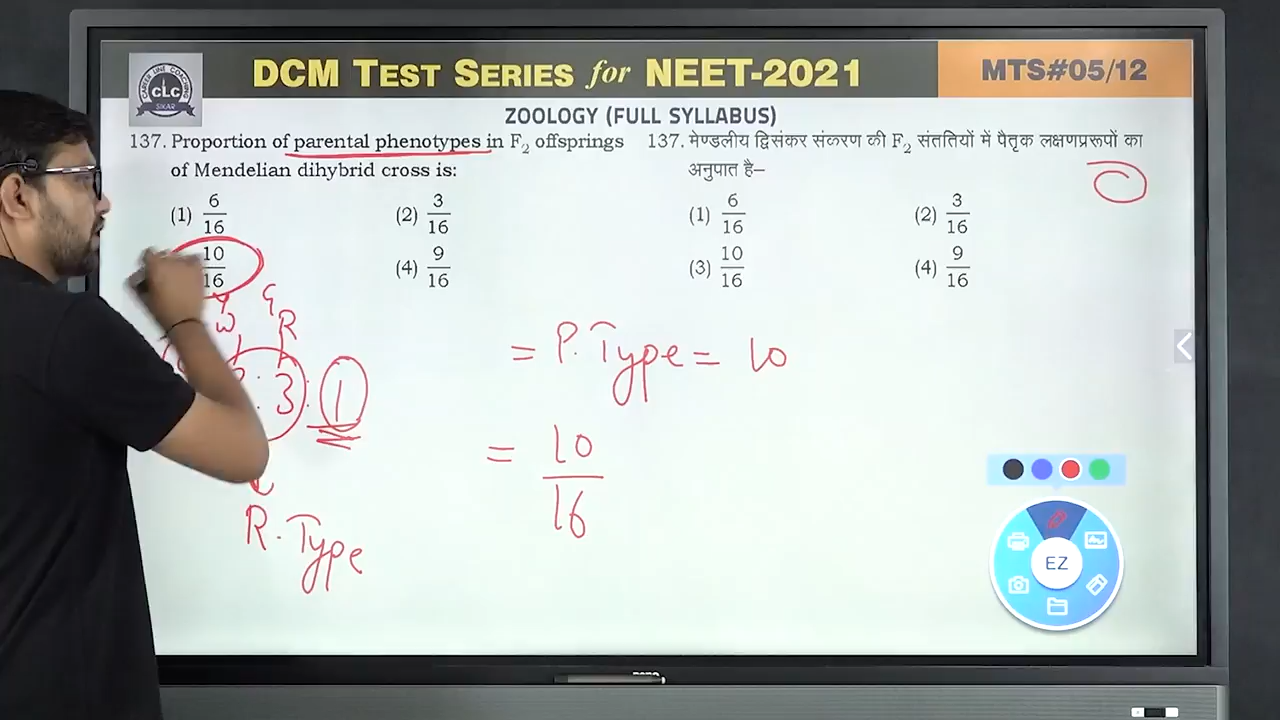 CAREER LINE COACHING
CLC
SIKAR
DCM TEST SERIES for NEET-2021
MTS#05/12
ZOOLOGY (FULL SYLLABUS)
137. Proportion of parental phenotypes in F2 offsprings
of Mendelian dihybrid cross is:
(1) 6/16 (2) 3/16
10/16 (4) 9/16
137. मेण्डलीय द्विसंकर संकरण की F2 संततियों में पैतृक लक्षणप्ररूपों का
अनुपात है–
(1) 6/16 (2) 3/16
(3) 10/16 (4) 9/16
W R
: 3 : 1
R. Type
= P. Type = 10
= 10/16
EZ